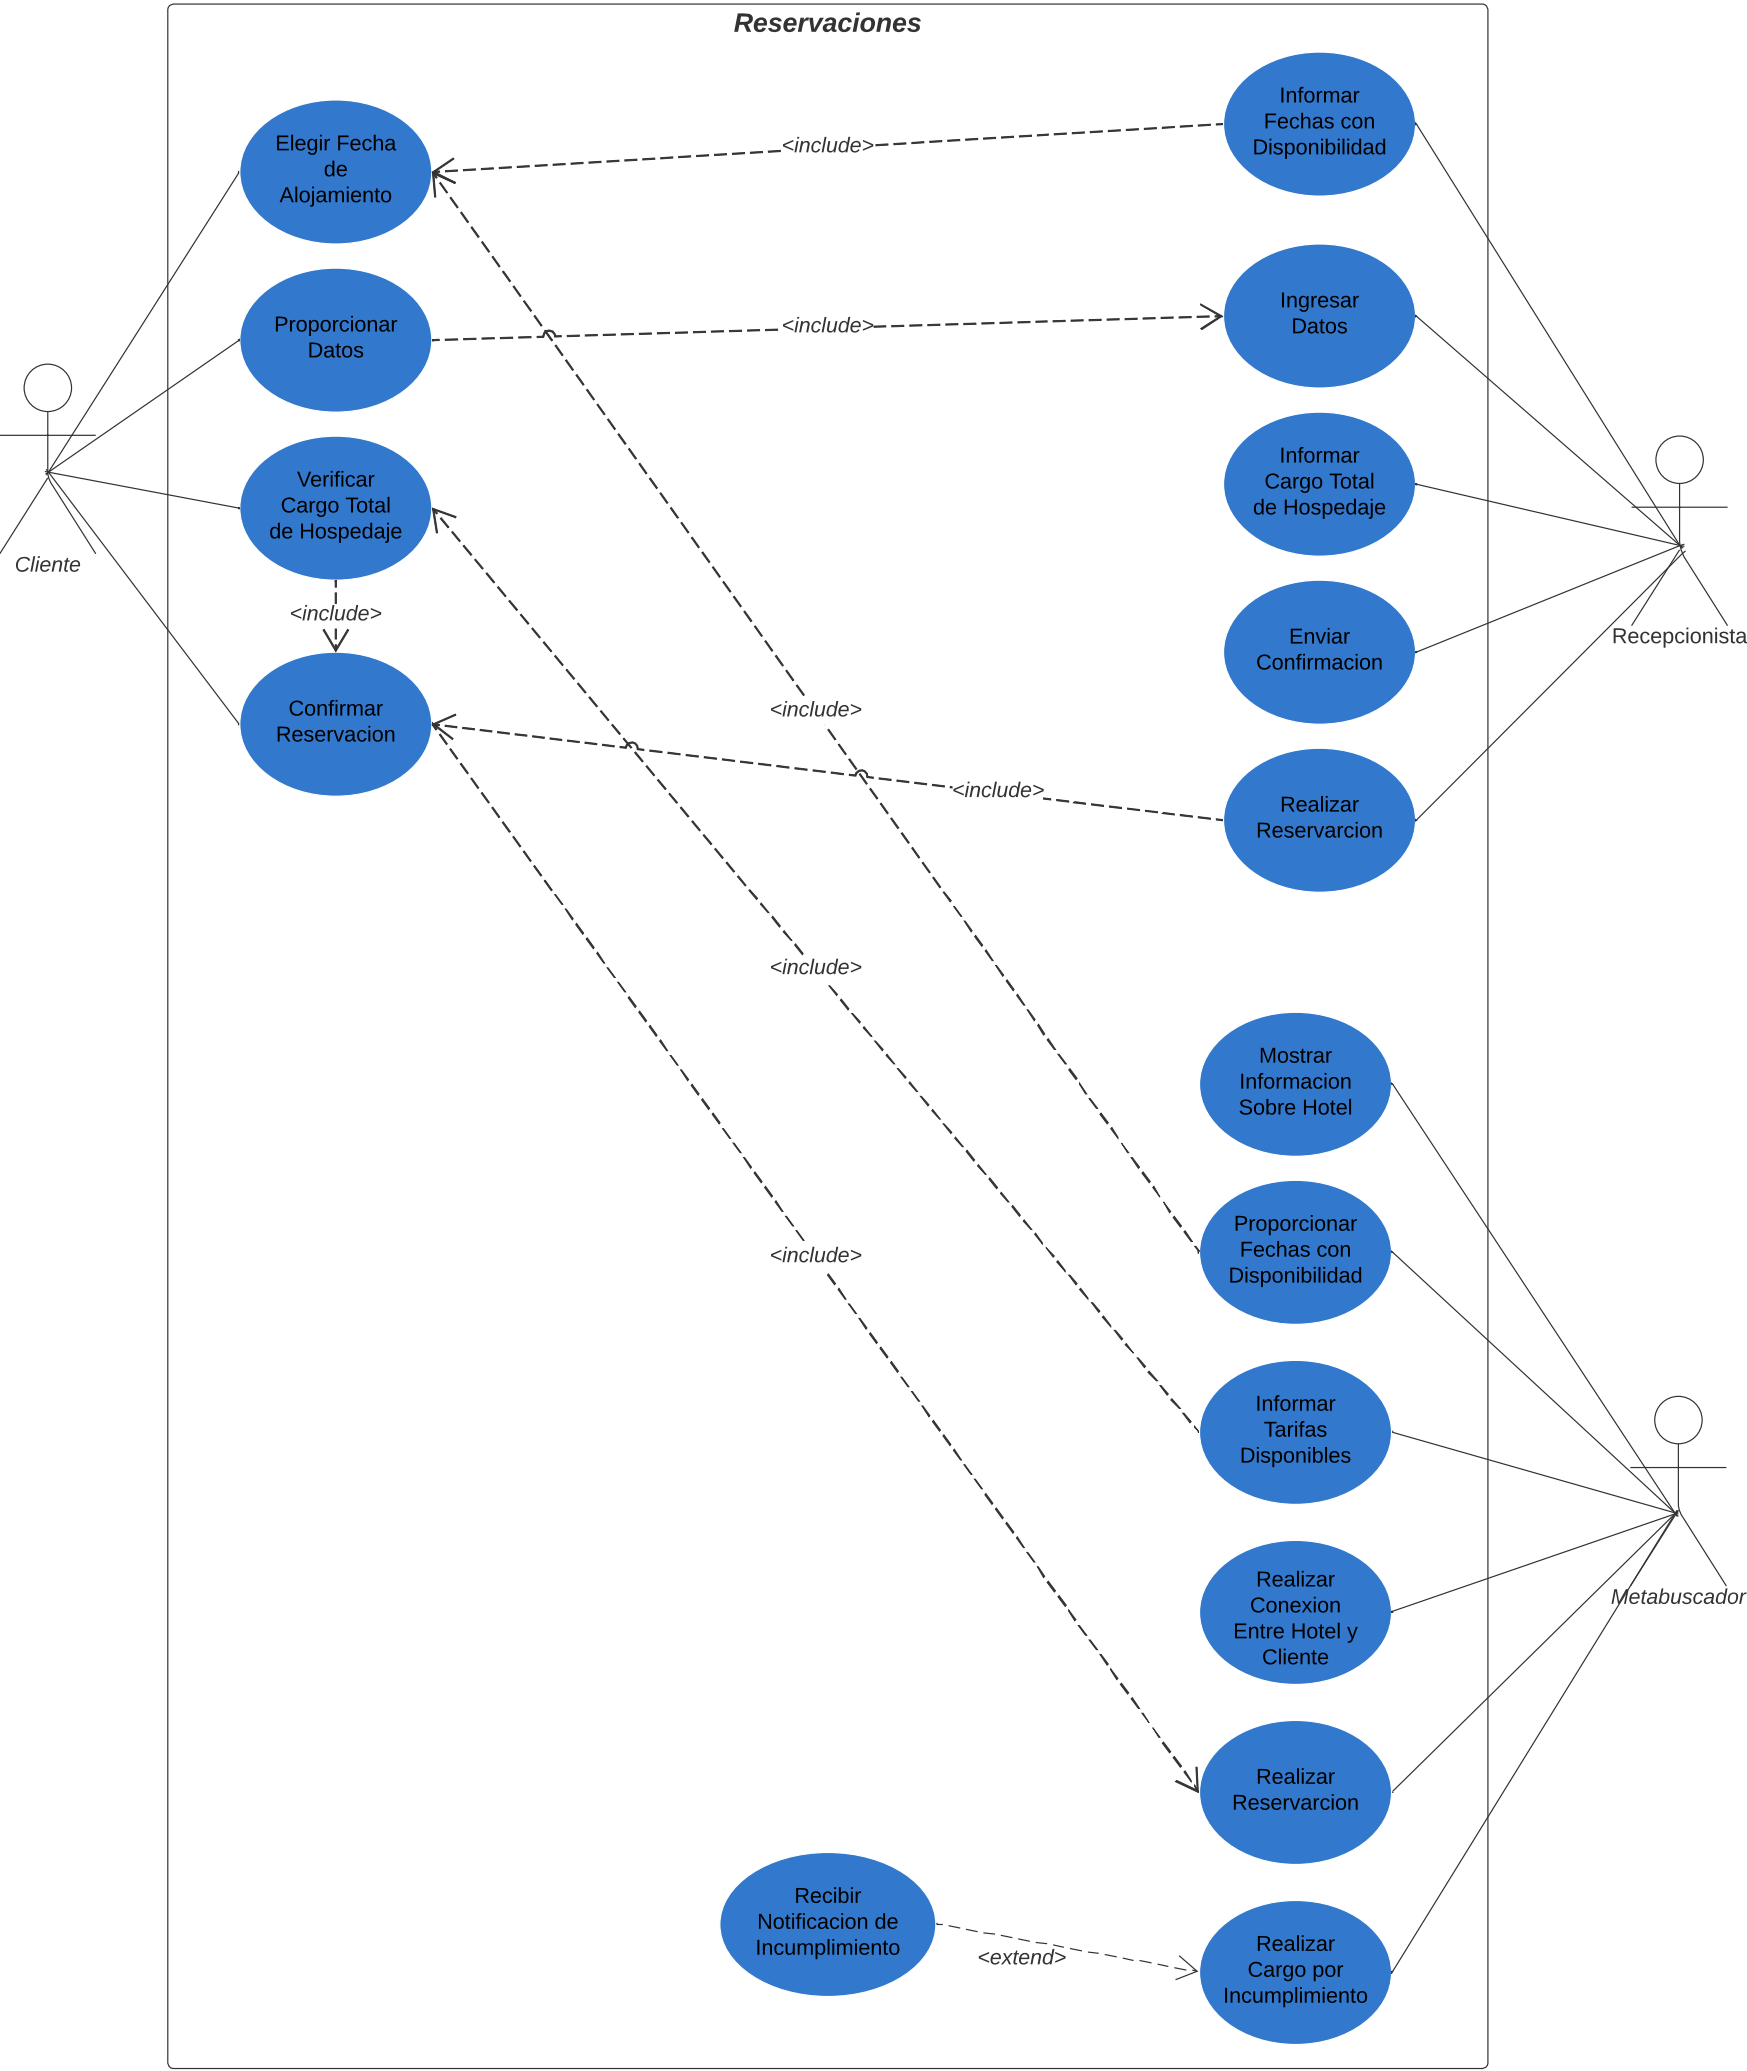 Reservaciones
Informar
Fechas con
Disponibilidad
Elegir Fecha
de
Alojamiento
<include>
Ingresar
Datos
Proporcionar
Datos
<include>
Verificar
Cargo Total
de Hospedaje
Informar
Cargo Total
de Hospedaje
Cliente
<include>
Enviar
Confirmacion
Recepcionista
Confirmar
Reservacion
<include>
<include>
Realizar
Reservarcion
<include>
Mostrar
Informacion
Sobre Hotel
<include>
Proporcionar
Fechas con
Disponibilidad
Informar
Tarifas
Disponibles
Realizar
Conexion
Entre Hotel y
Cliente
Metabuscador
Realizar
Reservarcion
Recibir
Notificacion de
Incumplimiento
<extend>
Realizar
Cargo por
Incumplimiento